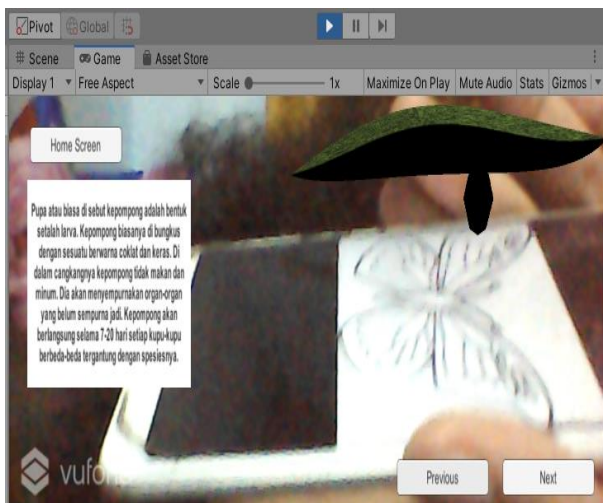 Pivot Global
Scene Game Asset Store
Display 1 Free Aspect Scale 1x Maximize On Play Mute Audio Stats Gizmos
Home Screen
Pupa atau biasa di sebut kepompong adalah bentuk
setalah larva. Kepompong biasanya di bungkus
dengan sesuatu berwarna coklat dan keras. Di
dalam cangkangnya kepompong tidak makan dan
minum. Dia akan menyempurnakan organ-organ
yang belum sempurna jadi. Kepompong akan
berlangsung selama 7-20 hari setiap kupu-kupu
berbeda-beda tergantung dengan spesiesnya.
Previous Next